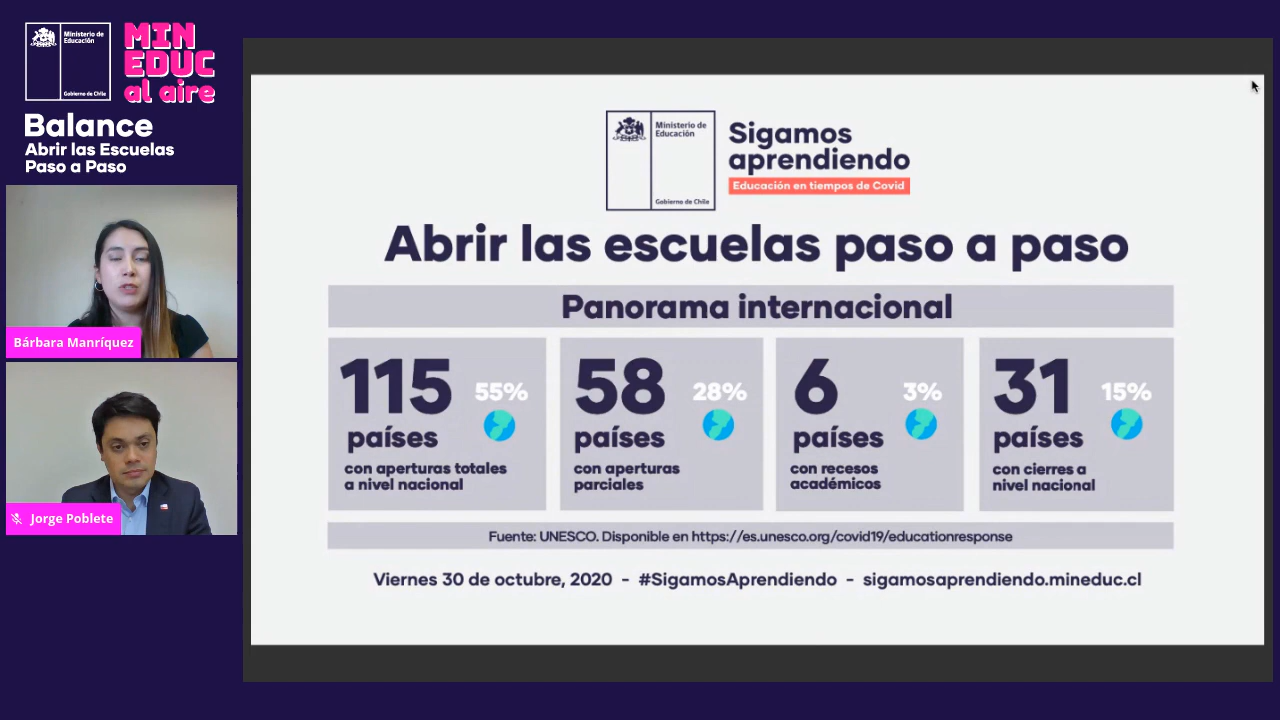 Ministerio de
Educación
Gobierno de Chile
MIN
EDUC
al aire
Balance
Abrir las Escuelas
Paso a Paso
Bárbara Manríquez
Jorge Poblete
Ministerio de
Educación
Gobierno de Chile
Sigamos
aprendiendo
Educación en tiempos de Covid
Abrir las escuelas paso a paso
Panorama internacional
115 55%
países
con aperturas totales
a nivel nacional
58 28%
países
con aperturas
parciales
6 3%
países
con recesos
académicos
31 15%
países
con cierres a
nivel nacional
Fuente: UNESCO. Disponible en https://es.unesco.org/covid19/educationresponse
Viernes 30 de octubre, 2020 - #SigamosAprendiendo - sigamosaprendiendo.mineduc.cl